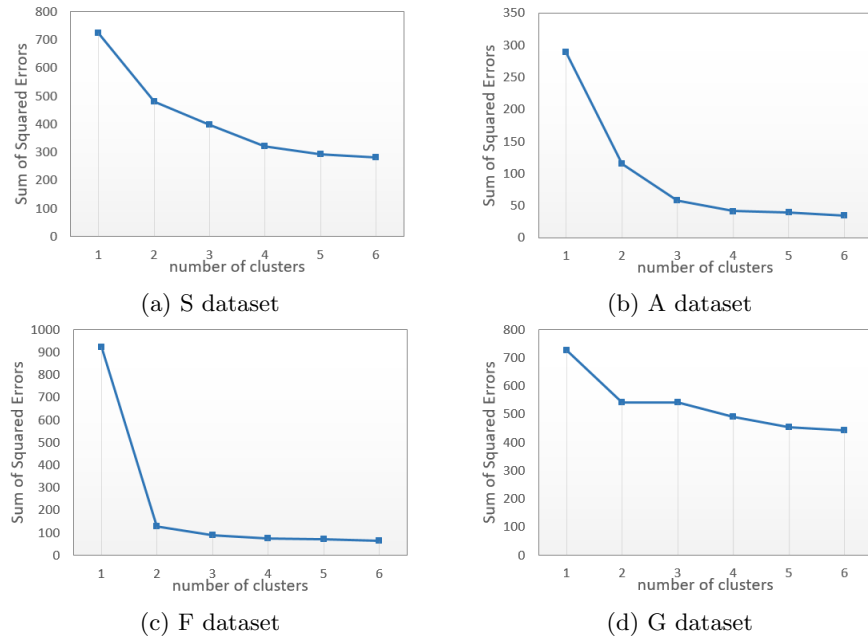 800
700
600
500
400
300
200
100
0
Sum of Squared Errors
1 2 3 4 5 6
number of clusters
(a) S dataset
350
300
250
200
150
100
50
0
Sum of Squared Errors
1 2 3 4 5 6
number of clusters
(b) A dataset
1000
900
800
700
600
500
400
300
200
100
0
Sum of Squared Errors
1 2 3 4 5 6
number of clusters
(c) F dataset
800
700
600
500
400
300
200
100
0
Sum of Squared Errors
1 2 3 4 5 6
number of clusters
(d) G dataset